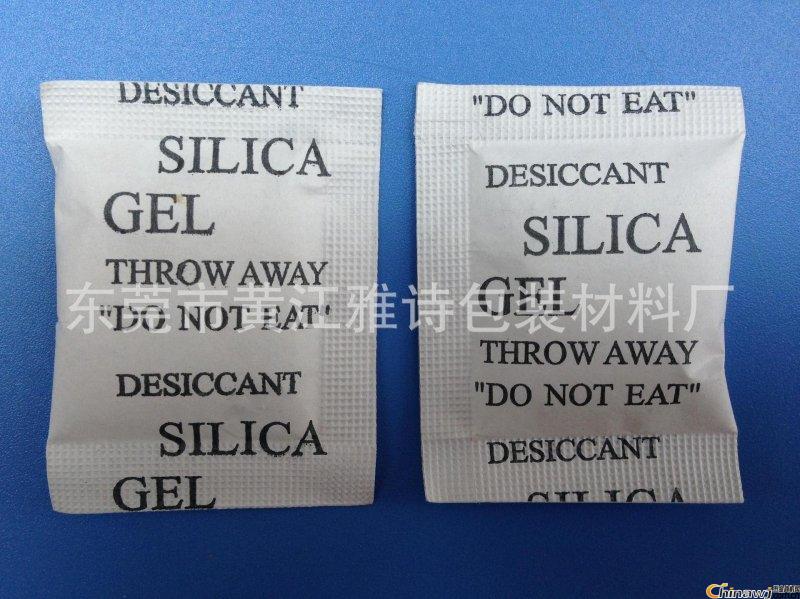 DESICCANT
SILICA
GEL
THROW AWAY
"DO NOT EAT"
DESICCANT
SILICA
GEL
"DO NOT EAT"
DESICCANT
SILICA
GEL
THROW AWAY
"DO NOT EAT"
DESICCANT
SILICA
东莞市黄江雅诗包装材料厂
Chinawj